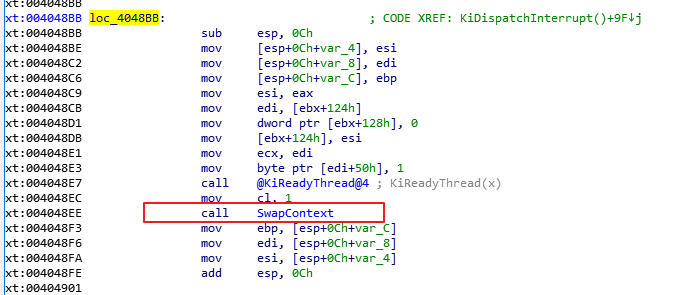 xt:004048BB
xt:004048BB loc_4048BB: ; CODE XREF: KiDispatchInterrupt()+9F↓j
xt:004048BB sub esp, 0Ch
xt:004048BE mov [esp+0Ch+var_4], esi
xt:004048C2 mov [esp+0Ch+var_8], edi
xt:004048C6 mov [esp+0Ch+var_C], ebp
xt:004048C9 mov esi, eax
xt:004048CB mov edi, [ebx+124h]
xt:004048D1 mov dword ptr [ebx+128h], 0
xt:004048DB mov [ebx+124h], esi
xt:004048E1 mov ecx, edi
xt:004048E3 mov byte ptr [edi+50h], 1
xt:004048E7 call @KiReadyThread@4 ; KiReadyThread(x)
xt:004048EC mov cl, 1
xt:004048EE call SwapContext
xt:004048F3 mov ebp, [esp+0Ch+var_C]
xt:004048F6 mov edi, [esp+0Ch+var_8]
xt:004048FA mov esi, [esp+0Ch+var_4]
xt:004048FE add esp, 0Ch
xt:00404901